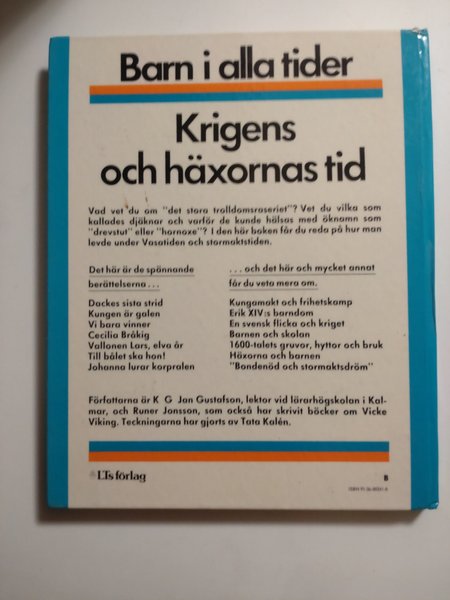 Barn i alla tider
Krigens
och häxornas tid
Vad vet du om "det stora trolldomsraseriet"? Vet du vilka som
kallades djäknar och varför de kunde hälsas med öknamn som
"drevstut" eller "hornoxe"? I den här boken får du reda på hur man
levde under Vasatiden och stormaktstiden.
Det här är de spännande
berättelserna...
Dackes sista strid
Kungen är galen
Vi bara vinner
Cecilia Bråkig
Vallonen Lars, elva år
Till bålet ska hon!
Johanna lurar korpralen
...och det här och mycket annat
får du veta mera om.
Kungamakt och frihetskamp
Erik XIV:s barndom
En svensk flicka och kriget
Barnen och skolan
1600-talets gruvor, hyttor och bruk
Häxorna och barnen
"Bondenöd och stormaktsdröm"
Författarna är K G Jan Gustafson, lektor vid lärarhögskolan i Kal-
mar, och Runer Jonsson, som också har skrivit böcker om Vicke
Viking. Teckningarna har gjorts av Tata Kalén.
LTs förlag
B